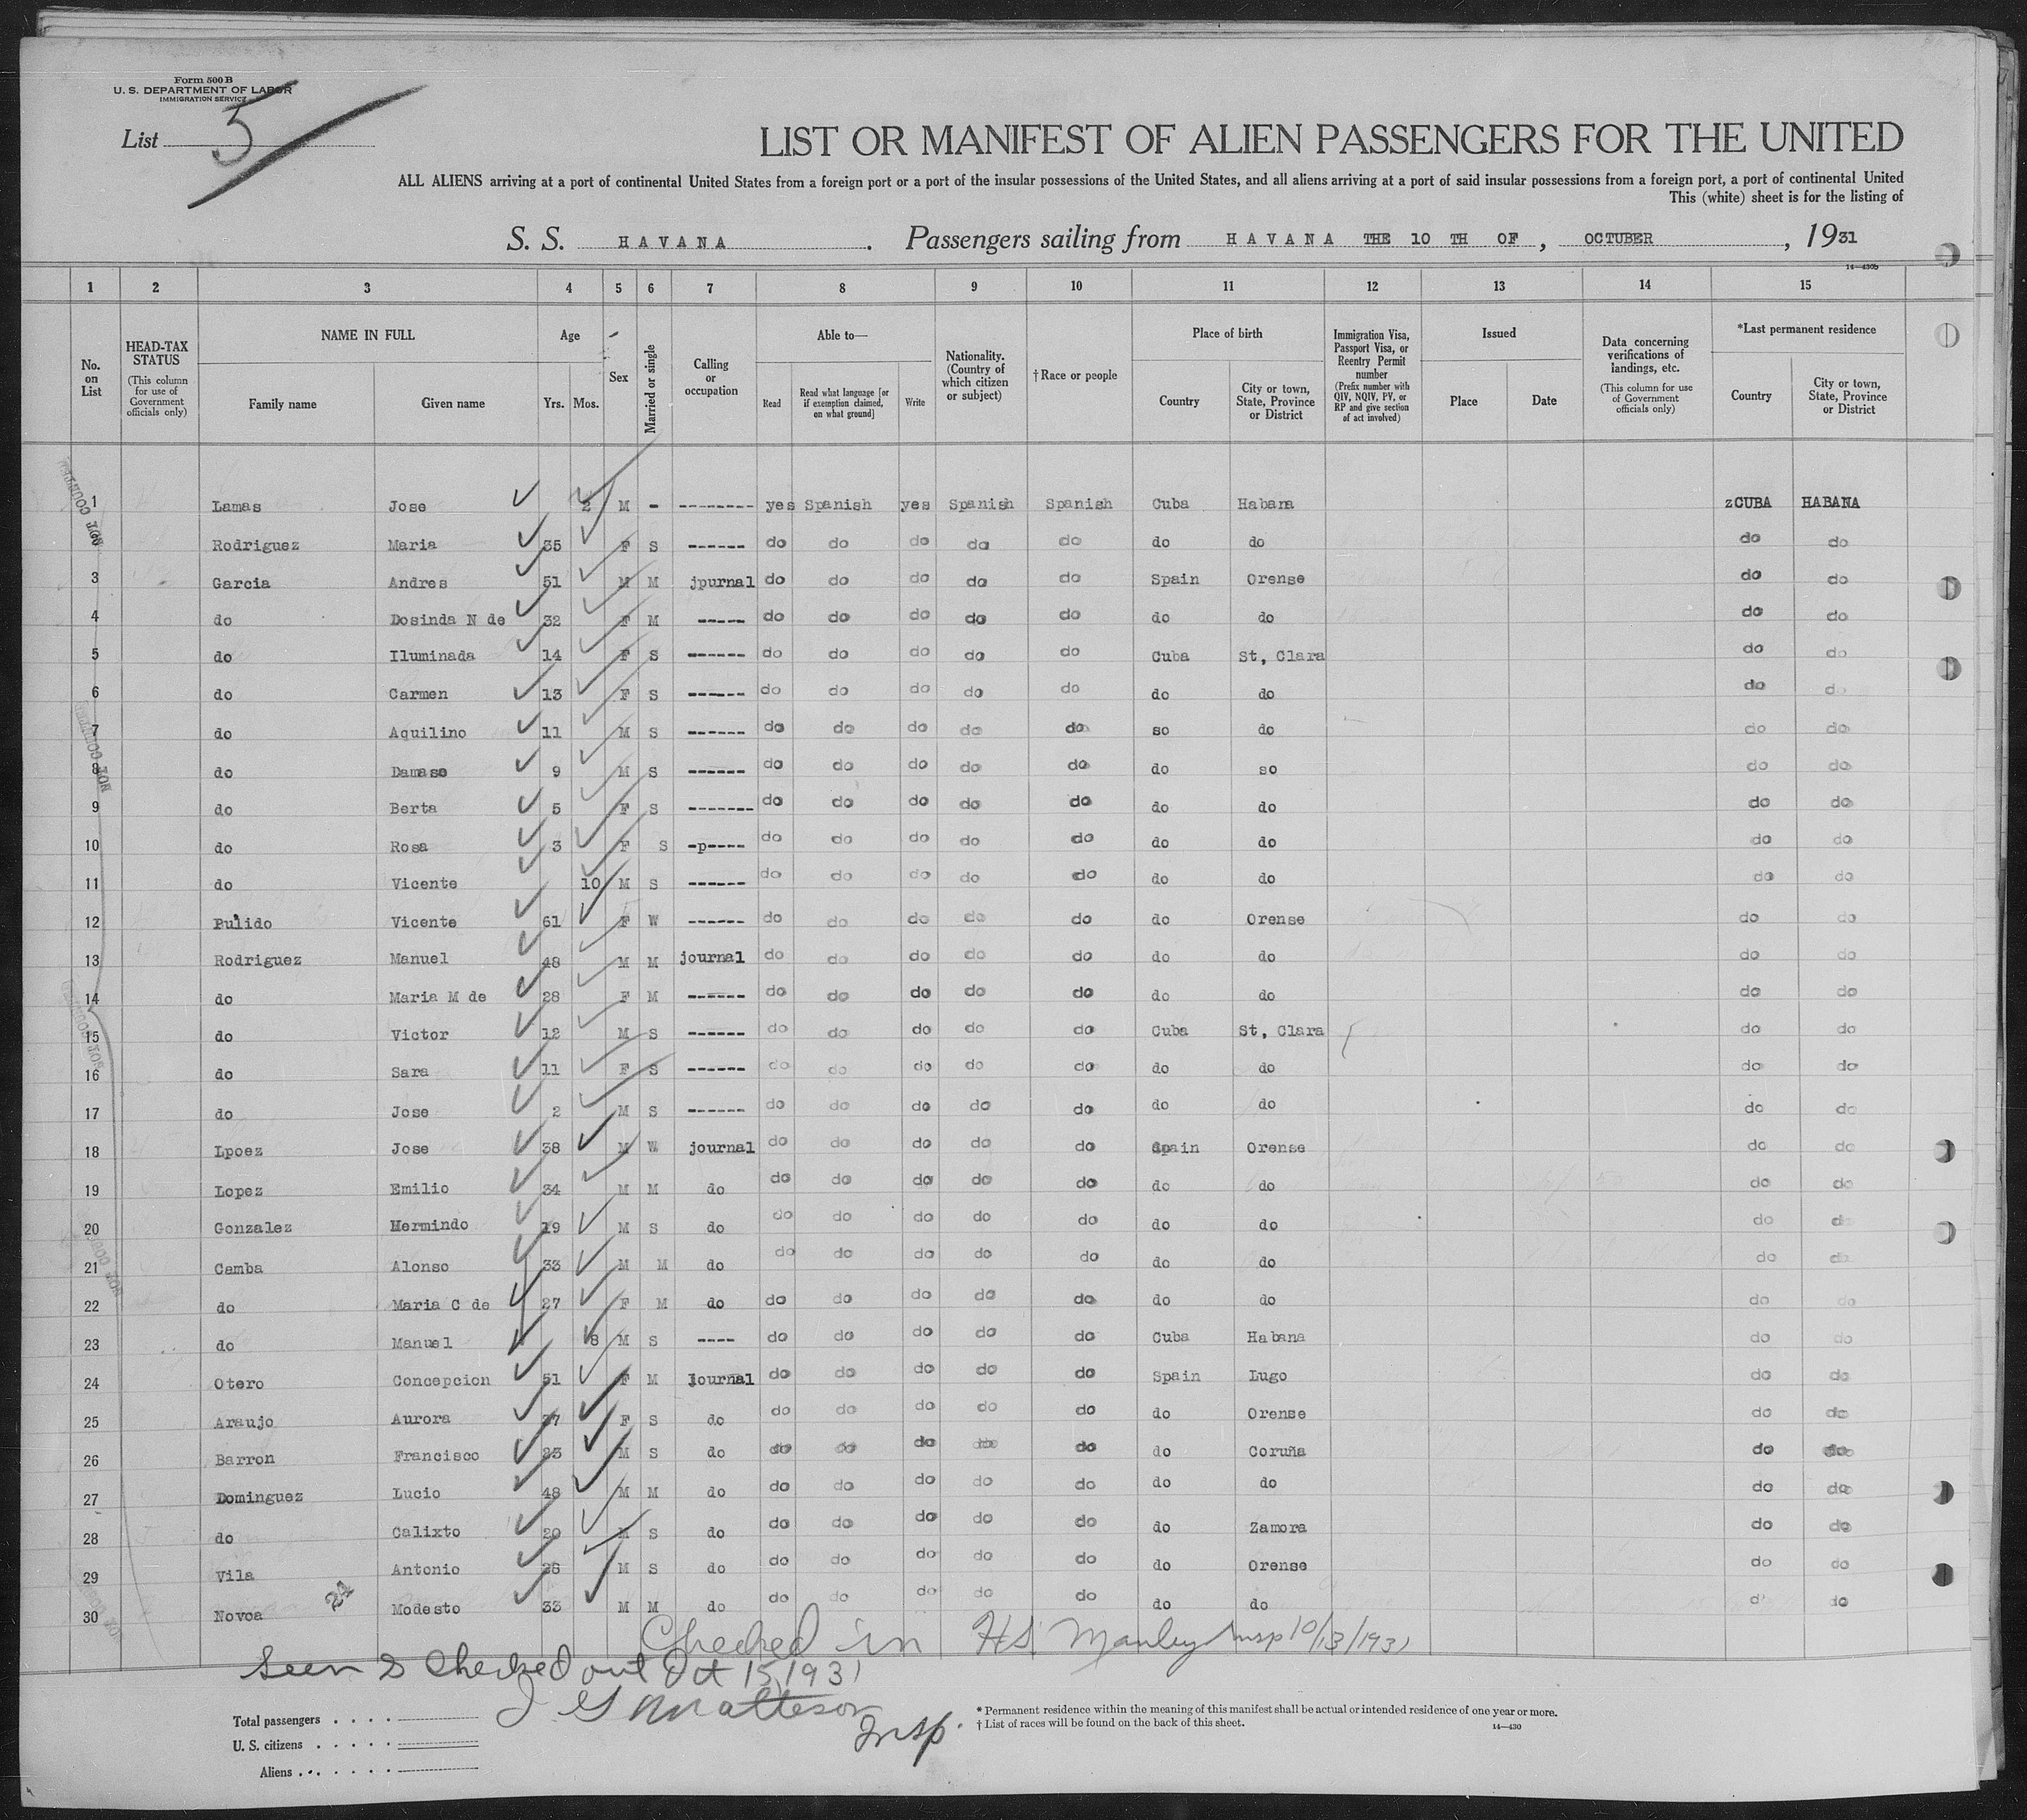 Form 500 B
U. S. DEPARTMENT OF LABOR
IMMIGRATION SERVICE
List 5
LIST OR MANIFEST OF ALIEN PASSENGERS FOR THE UNITED
ALL ALIENS arriving at a port of continental United States from a foreign port or a port of the insular possessions of the United States, and all aliens arriving at a port of said insular possessions from a foreign port, a port of continental United
This (white) sheet is for the listing of
S. S. HAVANA. Passengers sailing from HAVANA THE 10 TH OF, OCTUBER, 1931
14—430b
1 2 3 4 5 6 7 8 9 10 11 12 13 14 15
No. on List
HEAD-TAX STATUS (This column for use of Government officials only)
NAME IN FULL Family name Given name
Age Yrs. Mos.
Sex
Married or single
Calling or occupation
Able to— Read Read what language [or if exemption claimed, on what ground] Write
Nationality. (Country of which citizen or subject)
†Race or people
Place of birth Country City or town, State, Province or District
Immigration Visa, Passport Visa, or Reentry Permit number (Prefix number with QIV, NQIV, PV, or RP and give section of act involved)
Issued Place Date
Data concerning verifications of landings, etc. (This column for use of Government officials only)
*Last permanent residence Country City or town, State, Province or District
1 Lamas Jose 2 M - -------- yes Spanish yes Spanish Spanish Cuba Habana zCUBA HABANA
2 Rodriguez Maria 35 F S ------ do do do do do do do do do
3 Garcia Andres 51 M M jpurnal do do do do do Spain Orense do do
4 do Dosinda N de 32 F M ----- do do do do do do do do do
5 do Iluminada 14 F S ------ do do do do do Cuba St, Clara do do
6 do Carmen 13 F S ------ do do do do do do do do do
7 do Aquilino 11 M S ------ do do do do do so do do do
8 do Damaso 9 M S ------ do do do do do do so do do
9 do Berta 5 F S ------- do do do do do do do do do
10 do Rosa 3 F S -p---- do do do do do do do do do
11 do Vicente 10 M S ------ do do do do do do do do do
12 Pulido Vicente 61 F W ------ do do do do do do Orense do do
13 Rodriguez Manuel 48 M M journal do do do do do do do do do
14 do Maria M de 28 F M ------ do do do do do do do do do
15 do Victor 12 M S ------ do do do do do Cuba St, Clara do do
16 do Sara 11 F S ------ do do do do do do do do do
17 do Jose 2 M S ------ do do do do do do do do do
18 Lpoez Jose 38 M W journal do do do do do Spain Orense do do
19 Lopez Emilio 34 M M do do do do do do do do do do
20 Gonzalez Hermindo 19 M S do do do do do do do do do do
21 Camba Alonso 33 M M do do do do do do do do do do
22 do Maria C de 27 F M do do do do do do do do do do
23 do Manuel 8 M S ---- do do do do do Cuba Habana do do
24 Otero Concepcion 51 F M journal do do do do do Spain Lugo do do
25 Araujo Aurora 27 F S do do do do do do do Orense do do
26 Barron Francisco 23 M S do do do do do do do Coruña do do
27 Dominguez Lucio 48 M M do do do do do do do do do do
28 do Calixto 20 M S do do do do do do do Zamora do do
29 Vila Antonio 26 M S do do do do do do do Orense do do
30 Novoa 24 Modesto 33 M M do do do do do do do do d do
NOT COUNTED
Checked in HS Manley Insp 10/13/1931
Seen & Checked out Oct 15, 1931
J G Matteson
Insp.
Total passengers
U. S. citizens
Aliens
* Permanent residence within the meaning of this manifest shall be actual or intended residence of one year or more.
† List of races will be found on the back of this sheet.
14—430